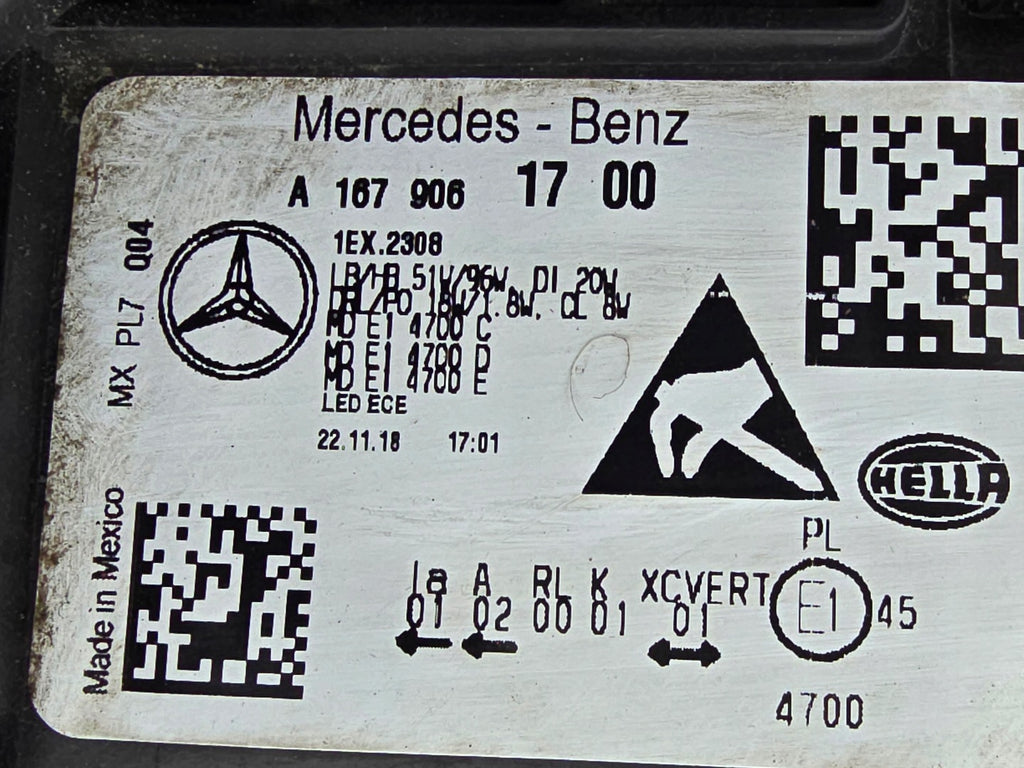 Mercedes - Benz
A 167 906 17 00
1EX.2308
LB/HB 51W/96W, DI 20W
DRL/PO 18W/1.8W, CL 8W
MD E1 4700 C
MD E1 4700 D
MD E1 4700 E
LED ECE
22.11.18 17:01
MX PL7 Q04
Made in Mexico
HELLA
PL
1a A RL K XCVERT E1 45
01 02 00 01 01
4700